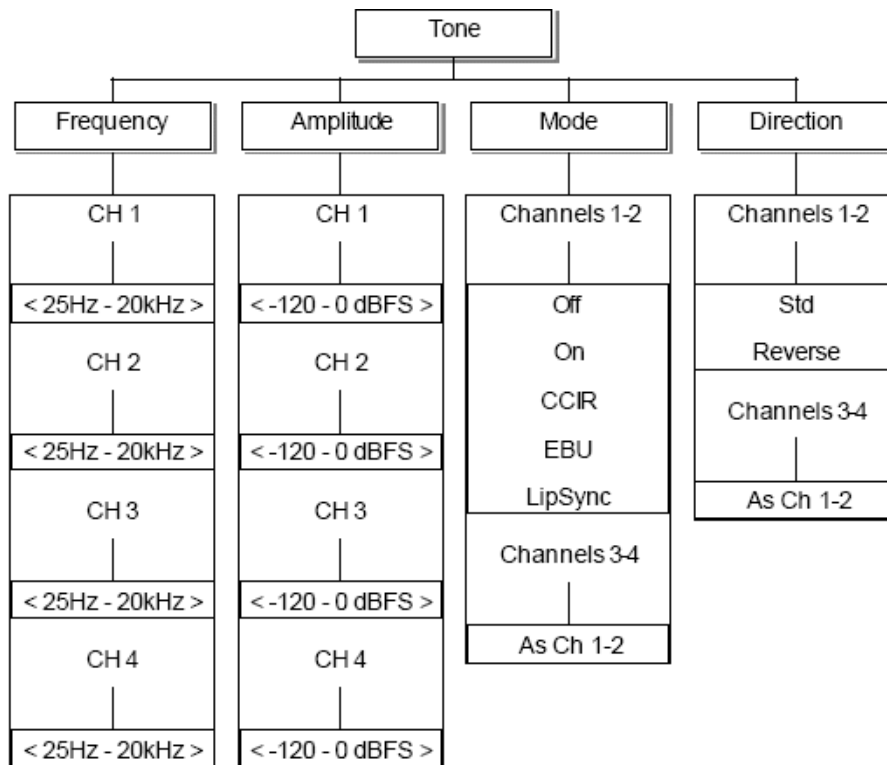 Tone
Frequency
Amplitude
Mode
Direction
CH 1
< 25Hz - 20kHz >
CH 2
< 25Hz - 20kHz >
CH 3
< 25Hz - 20kHz >
CH 4
< 25Hz - 20kHz >
CH 1
< -120 - 0 dBFS >
CH 2
< -120 - 0 dBFS >
CH 3
< -120 - 0 dBFS >
CH 4
< -120 - 0 dBFS >
Channels 1-2
Off
On
CCIR
EBU
LipSync
Channels 3-4
As Ch 1-2
Channels 1-2
Std
Reverse
Channels 3-4
As Ch 1-2